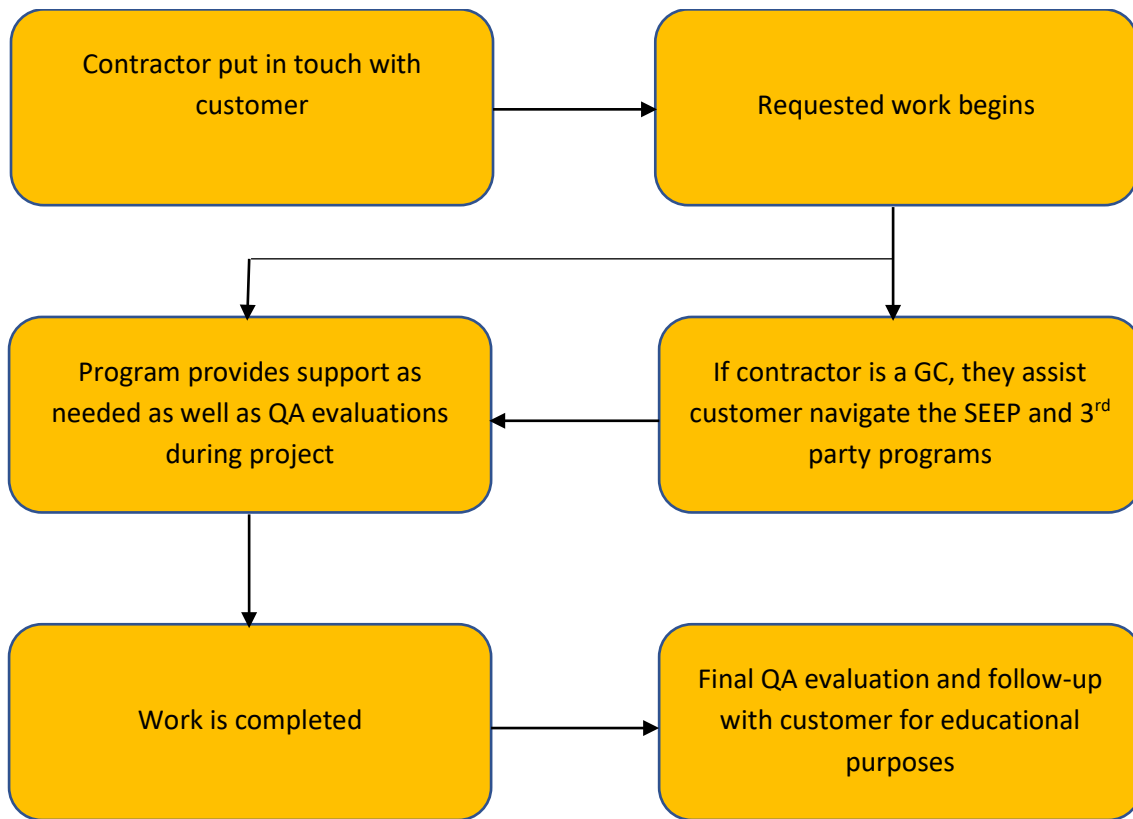 Contractor put in touch with
customer
Requested work begins
Program provides support as
needed as well as QA evaluations
during project
If contractor is a GC, they assist
customer navigate the SEEP and 3rd
party programs
Work is completed
Final QA evaluation and follow-up
with customer for educational
purposes